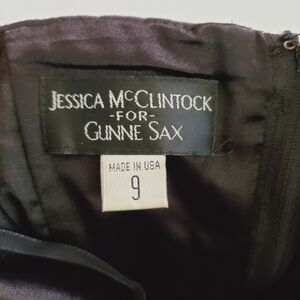 JESSICA MCCLINTOCK
-FOR-
GUNNE SAX
MADE IN USA
9